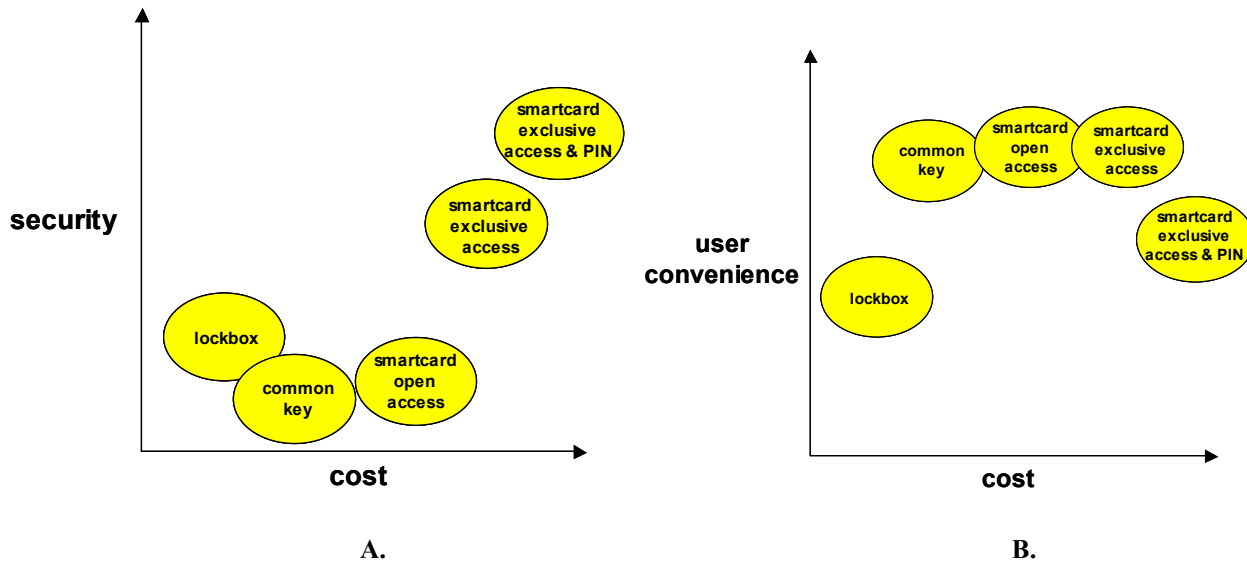 security
smartcard
exclusive
access & PIN
smartcard
exclusive
access
lockbox
common
key
smartcard
open
access
cost
A.
user
convenience
common
key
smartcard
open
access
smartcard
exclusive
access
smartcard
exclusive
access & PIN
lockbox
cost
B.